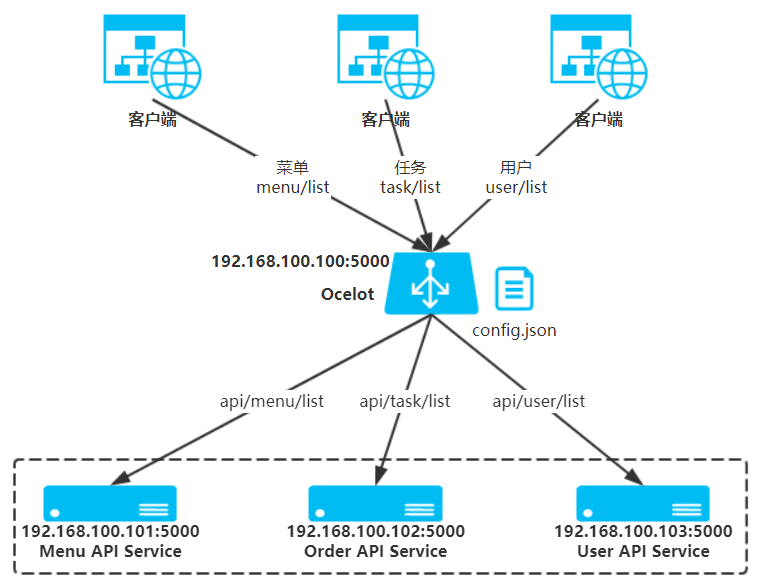 客户端
客户端
客户端
菜单
menu/list
任务
task/list
用户
user/list
192.168.100.100:5000
Ocelot
config.json
api/menu/list
api/task/list
api/user/list
192.168.100.101:5000
Menu API Service
192.168.100.102:5000
Order API Service
192.168.100.103:5000
User API Service